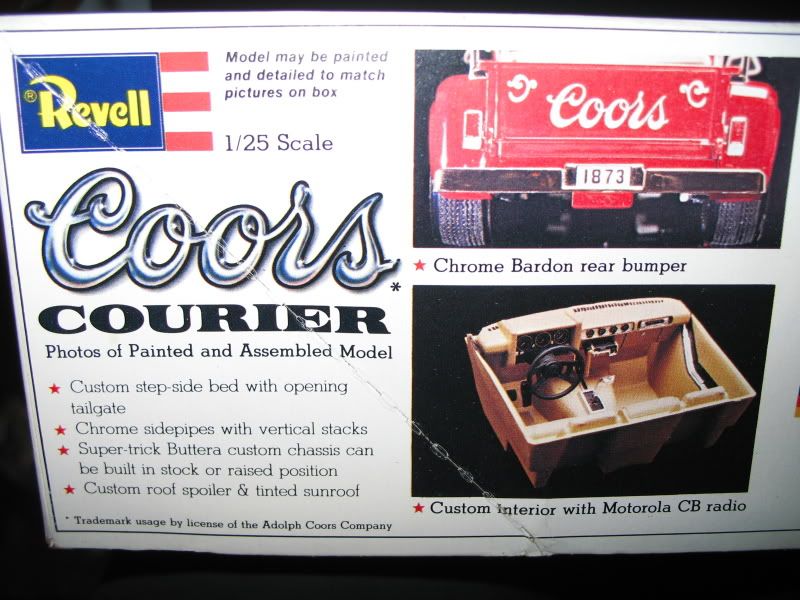 ® Revell
Model may be painted
and detailed to match
pictures on box
1/25 Scale
Coors*
COURIER
Photos of Painted and Assembled Model
★ Custom step-side bed with opening
tailgate
★ Chrome sidepipes with vertical stacks
★ Super-trick Buttera custom chassis can
be built in stock or raised position
★ Custom roof spoiler & tinted sunroof
* Trademark usage by license of the Adolph Coors Company
Coors
1873
★ Chrome Bardon rear bumper
★ Custom interior with Motorola CB radio